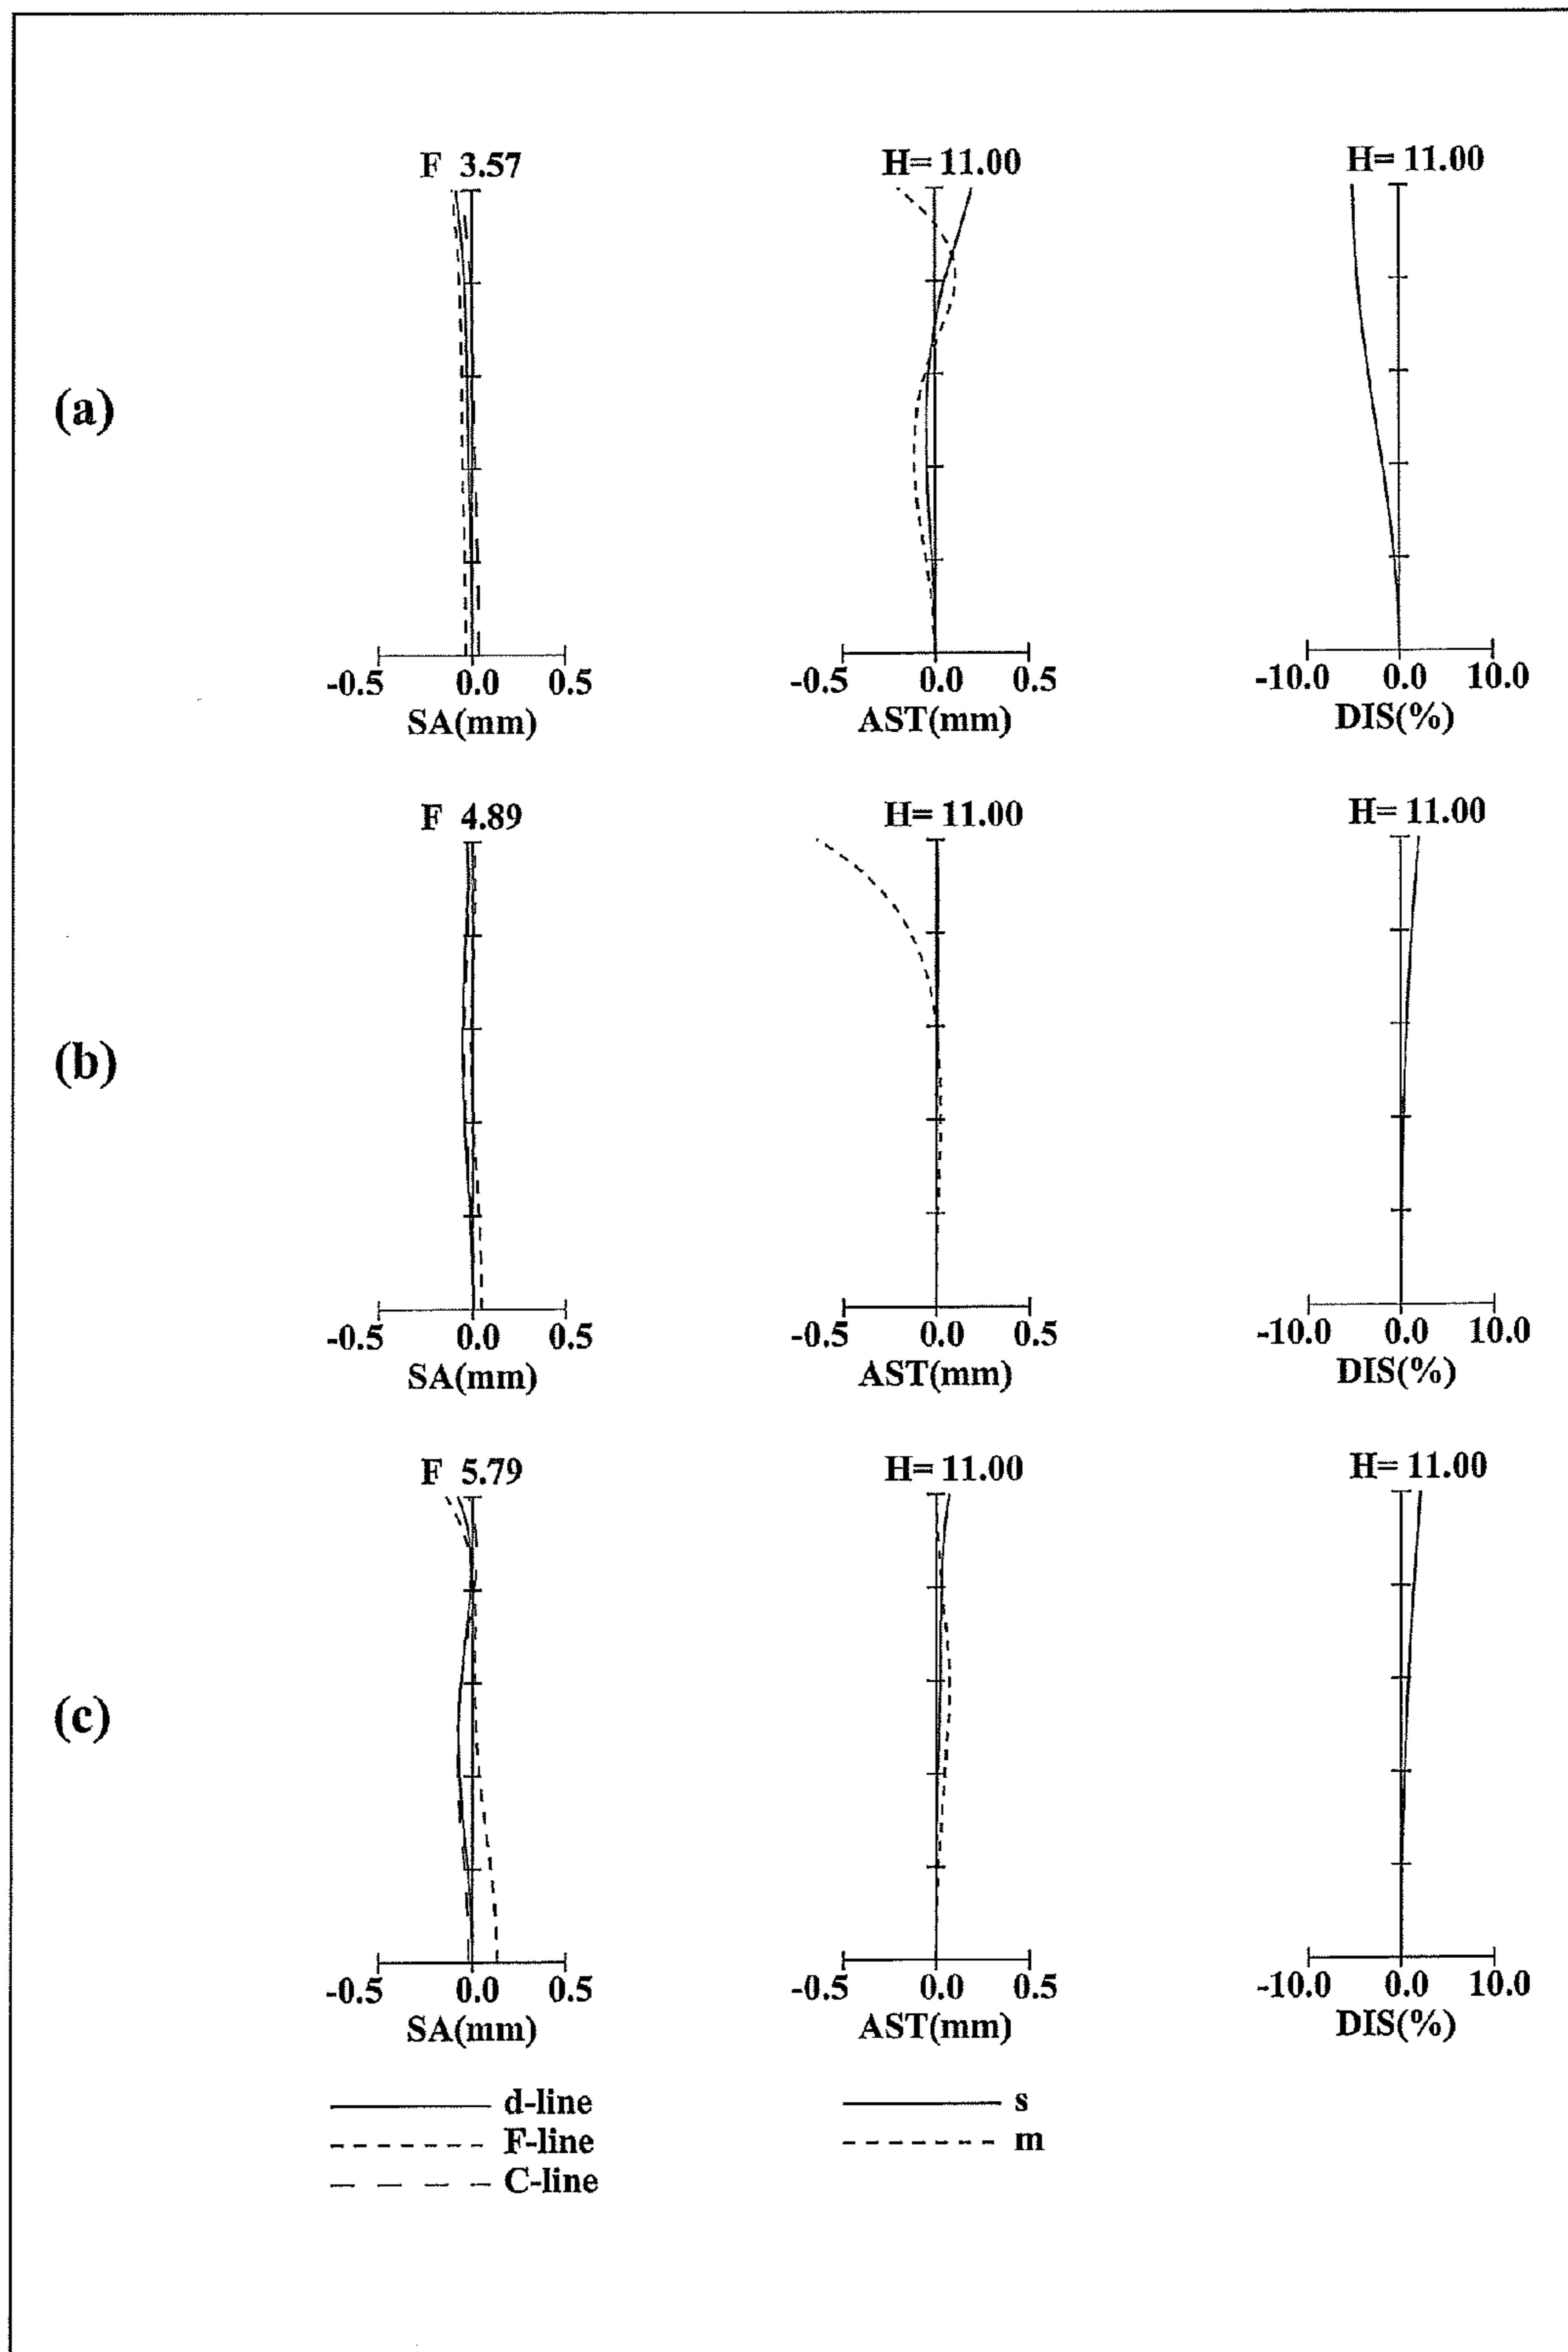 (a)
F 3.57
-0.5 0.0 0.5
SA(mm)
H= 11.00
-0.5 0.0 0.5
AST(mm)
H= 11.00
-10.0 0.0 10.0
DIS(%)
(b)
F 4.89
-0.5 0.0 0.5
SA(mm)
H= 11.00
-0.5 0.0 0.5
AST(mm)
H= 11.00
-10.0 0.0 10.0
DIS(%)
(c)
F 5.79
-0.5 0.0 0.5
SA(mm)
H= 11.00
-0.5 0.0 0.5
AST(mm)
H= 11.00
-10.0 0.0 10.0
DIS(%)
d-line
F-line
C-line
s
m